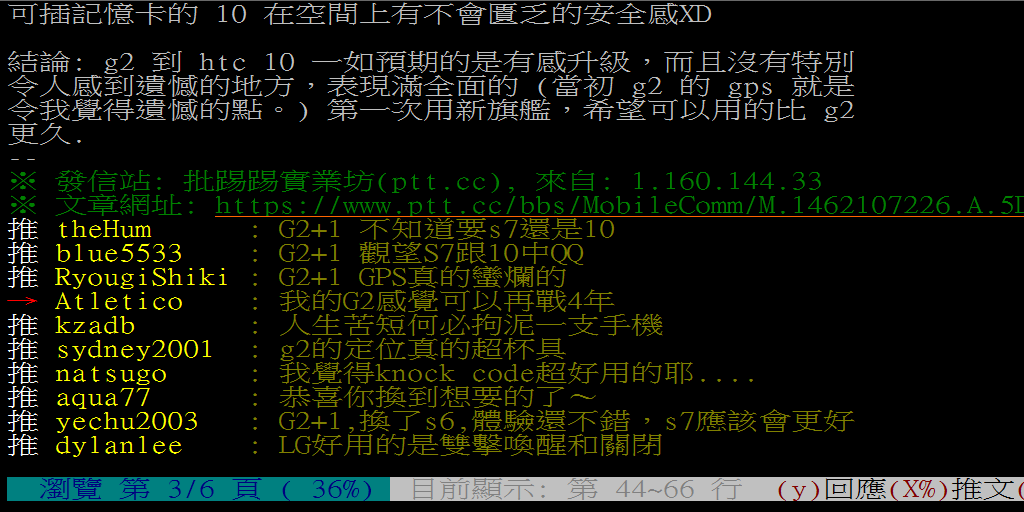 可插記憶卡的 10 在空間上有不會匱乏的安全感XD
結論: g2 到 htc 10 一如預期的是有感升級，而且沒有特別
令人感到遺憾的地方，表現滿全面的 (當初 g2 的 gps 就是
令我覺得遺憾的點。) 第一次用新旗艦，希望可以用的比 g2
更久.
--
※ 發信站: 批踢踢實業坊(ptt.cc), 來自: 1.160.144.33
※ 文章網址: https://www.ptt.cc/bbs/MobileComm/M.1462107226.A.5D
推 theHum : G2+1 不知道要s7還是10
推 blue5533 : G2+1 觀望S7跟10中QQ
推 RyougiShiki : G2+1 GPS真的蠻爛的
→ Atletico : 我的G2感覺可以再戰4年
推 kzadb : 人生苦短何必拘泥一支手機
推 sydney2001 : g2的定位真的超杯具
推 natsugo : 我覺得knock code超好用的耶....
推 aqua77 : 恭喜你換到想要的了～
推 yechu2003 : G2+1,換了s6,體驗還不錯，s7應該會更好
推 dylanlee : LG好用的是雙擊喚醒和關閉
瀏覽 第 3/6 頁 ( 36%) 目前顯示: 第 44~66 行 (y)回應(X%)推文(